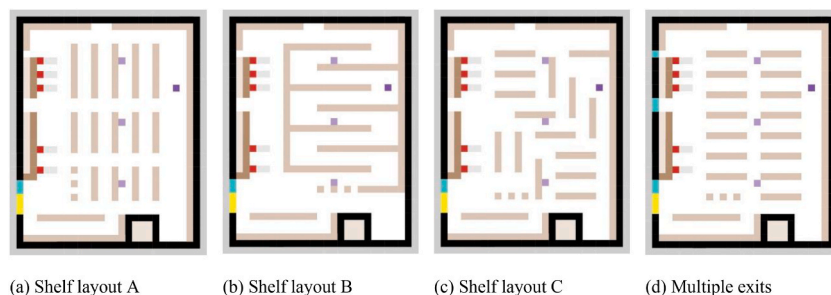 (a) Shelf layout A
(b) Shelf layout B
(c) Shelf layout C
(d) Multiple exits